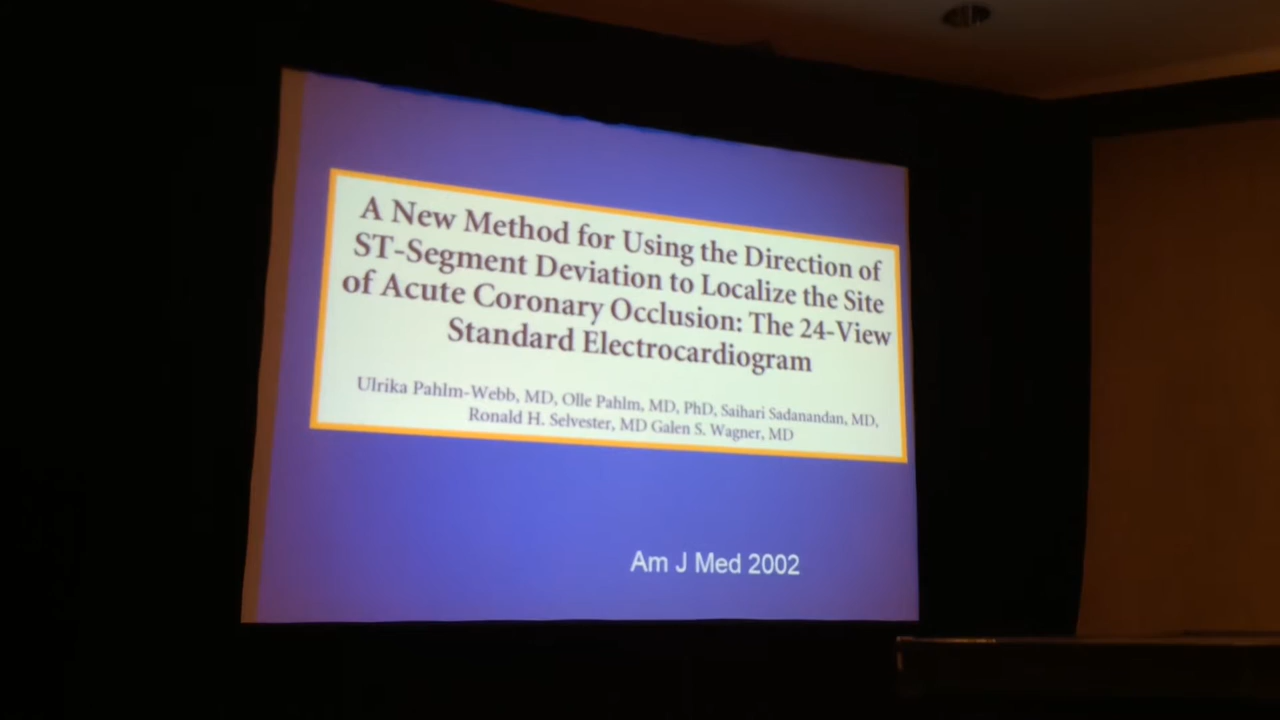 A New Method for Using the Direction of
ST-Segment Deviation to Localize the Site
of Acute Coronary Occlusion: The 24-View
Standard Electrocardiogram
Ulrika Pahlm-Webb, MD, Olle Pahlm, MD, PhD, Saihari Sadanandan, MD,
Ronald H. Selvester, MD Galen S. Wagner, MD
Am J Med 2002